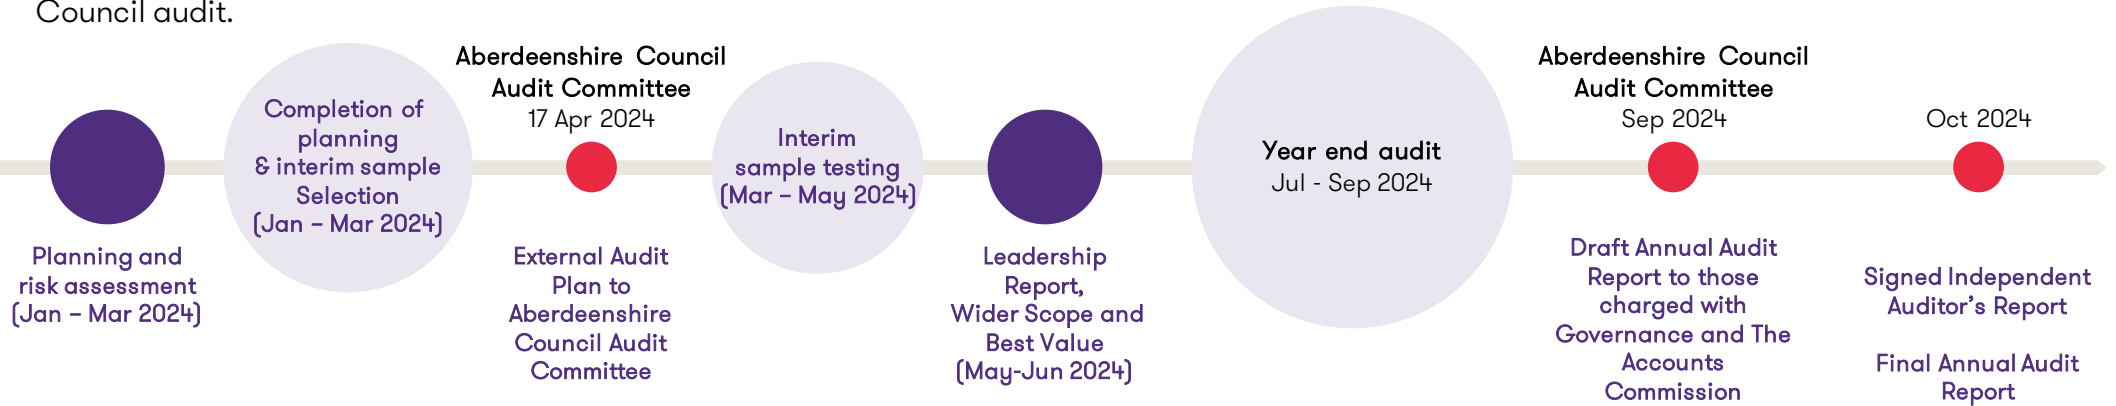 Council audit.
Planning and
risk assessment
(Jan – Mar 2024)
Completion of
planning
& interim sample
Selection
(Jan – Mar 2024)
Aberdeenshire Council
Audit Committee
17 Apr 2024
External Audit
Plan to
Aberdeenshire
Council Audit
Committee
Interim
sample testing
(Mar – May 2024)
Leadership
Report,
Wider Scope and
Best Value
(May-Jun 2024)
Year end audit
Jul - Sep 2024
Aberdeenshire Council
Audit Committee
Sep 2024
Draft Annual Audit
Report to those
charged with
Governance and The
Accounts
Commission
Oct 2024
Signed Independent
Auditor's Report
Final Annual Audit
Report